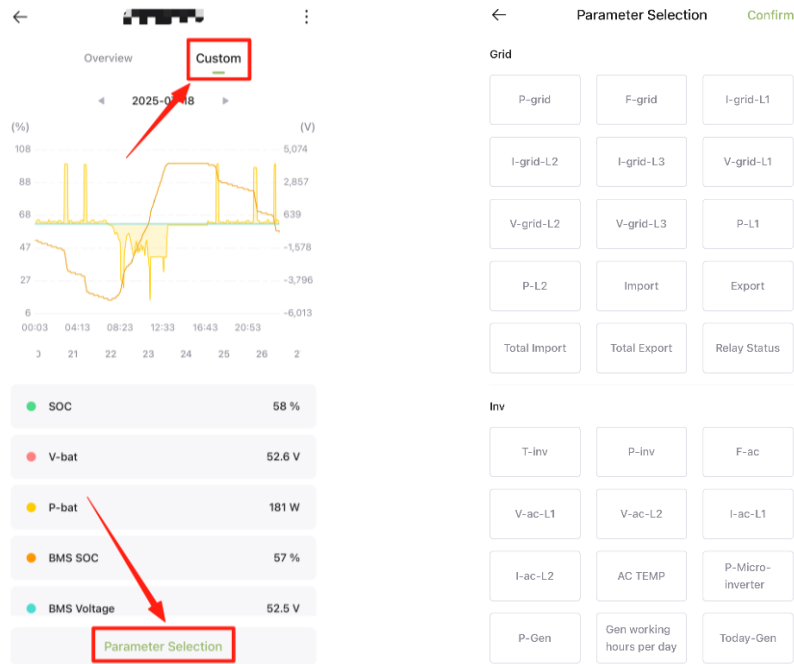 Overview
Custom
2025-07-18
(%)
(V)
108
5,074
88
2,857
68
639
47
-1,578
27
-3,796
6
-6,013
00:03 04:13 08:23 12:33 16:43 20:53
0 21 22 23 24 25 26 2
SOC
58 %
V-bat
52.6 V
P-bat
181 W
BMS SOC
57 %
BMS Voltage
52.5 V
Parameter Selection
Parameter Selection
Confirm
Grid
P-grid
F-grid
I-grid-L1
I-grid-L2
I-grid-L3
V-grid-L1
V-grid-L2
V-grid-L3
P-L1
P-L2
Import
Export
Total Import
Total Export
Relay Status
Inv
T-inv
P-inv
F-ac
V-ac-L1
V-ac-L2
I-ac-L1
I-ac-L2
AC TEMP
P-Micro-
inverter
P-Gen
Gen working
hours per day
Today-Gen